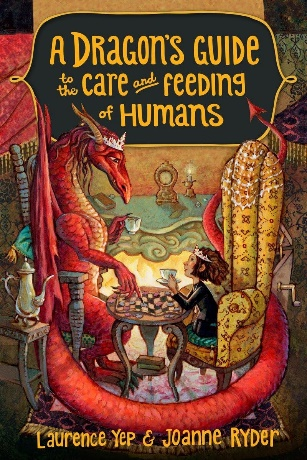 A DRAGON'S GUIDE
to the CARE and FEEDING
of HUMANS
LAURENCE YEP & JOANNE RYDER